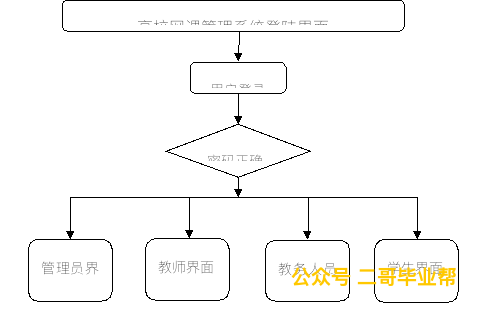 高校网课管理系统登陆界面
用户登录
密码正确
管理员界
教师界面
教务人员
学生界面
公众号 二哥毕业帮